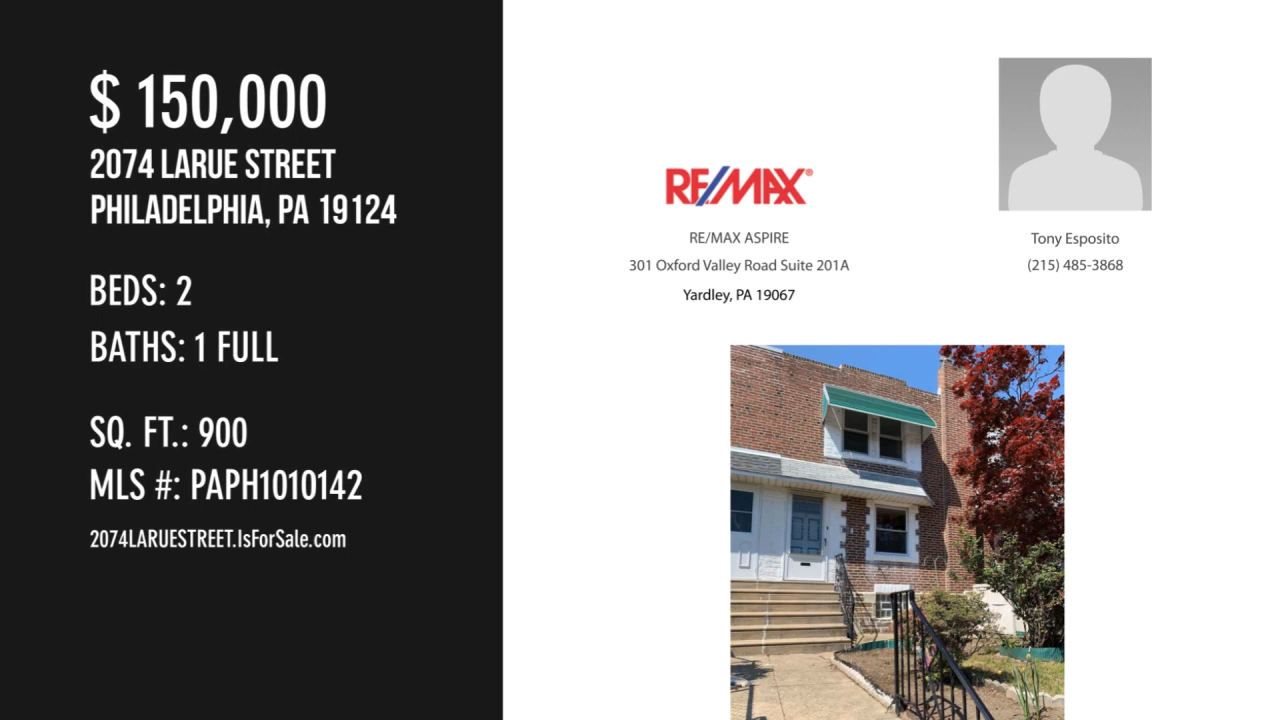 $ 150,000
2074 LARUE STREET
PHILADELPHIA, PA 19124
BEDS: 2
BATHS: 1 FULL
SQ. FT.: 900
MLS #: PAPH1010142
2074LARUESTREET.IsForSale.com
RE/MAX®
RE/MAX ASPIRE
301 Oxford Valley Road Suite 201A
Yardley, PA 19067
Tony Esposito
(215) 485-3868